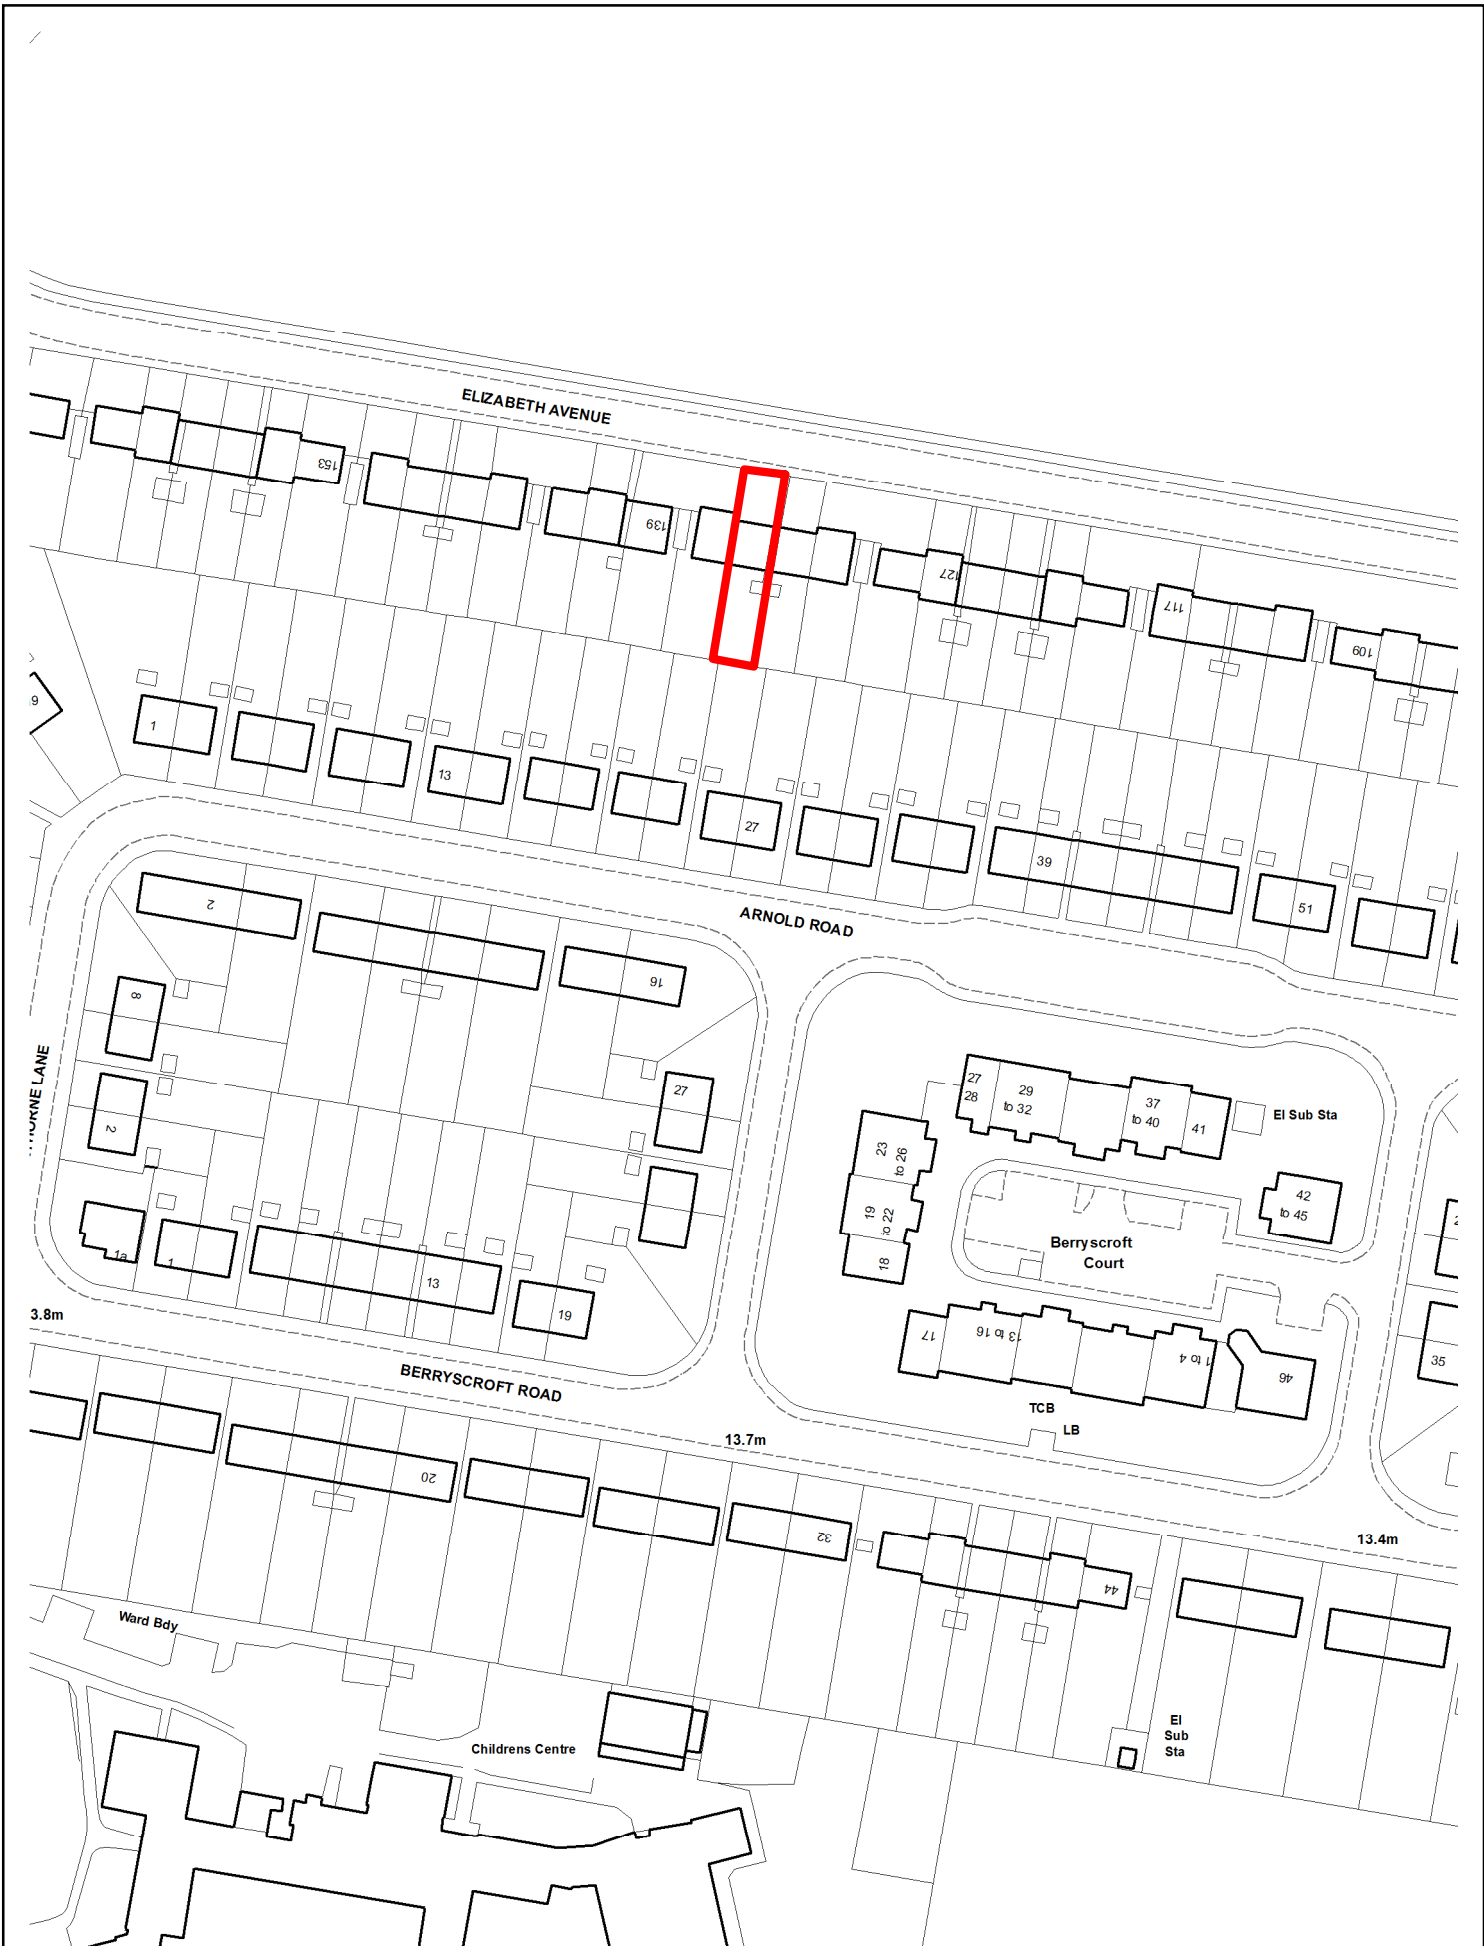 ELIZABETH AVENUE
153
139
127
117
109
9
1
13
27
39
51
ARNOLD ROAD
2
16
8
27
2
27
28
29
to 32
37
to 40
41
El Sub Sta
23
to 26
19
to 22
18
42
to 45
Berryscroft
Court
1a
1
13
19
3.8m
17
13 to 16
1 to 4
46
35
BERRYSCROFT ROAD
TCB
LB
13.7m
20
32
44
13.4m
Ward Bdy
El
Sub
Sta
Childrens Centre